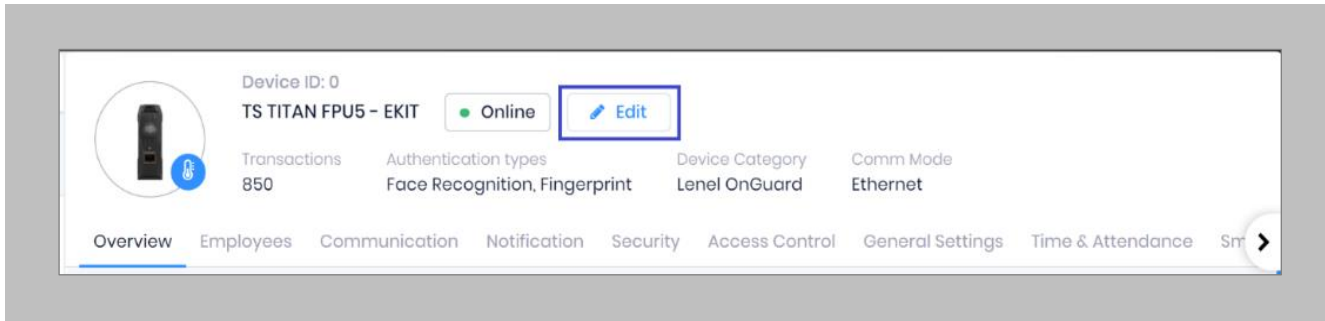 Device ID: 0
TS TITAN FPU5 - EKIT Online Edit
Transactions Authentication types Device Category Comm Mode
850 Face Recognition, Fingerprint Lenel OnGuard Ethernet
Overview Employees Communication Notification Security Access Control General Settings Time & Attendance